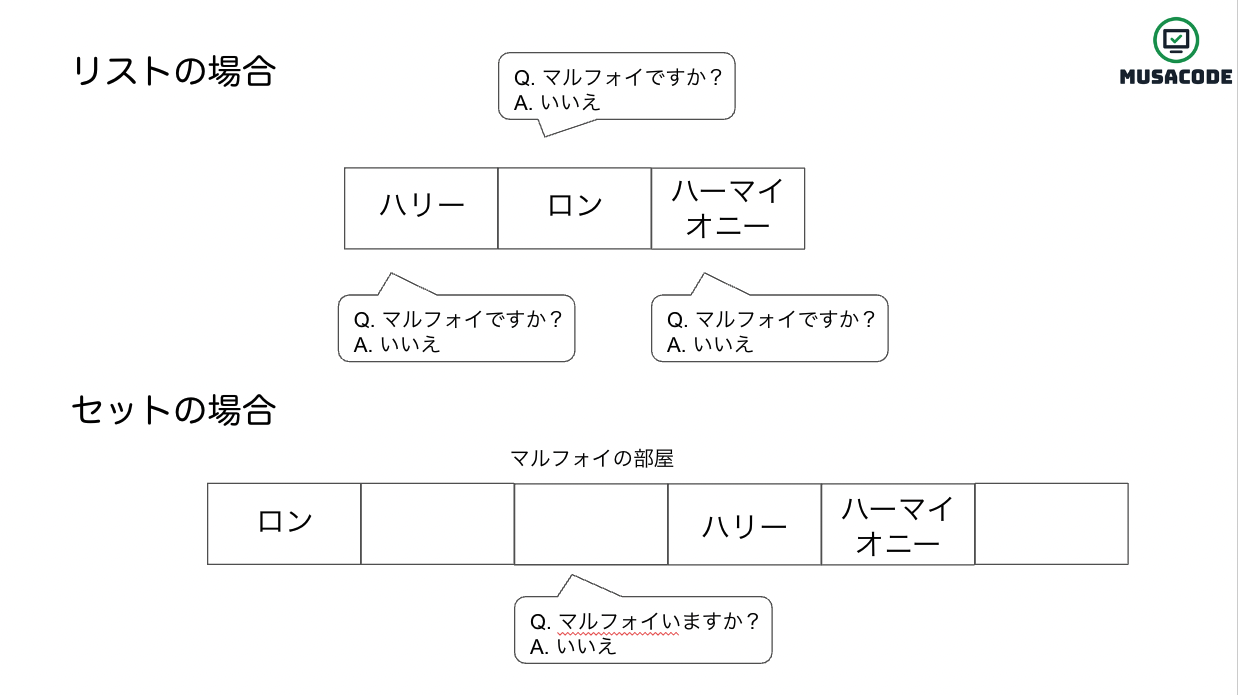 リストの場合
MUSACODE
Q. マルフォイですか？
A. いいえ
ハリー
ロン
ハーマイ
オニー
Q. マルフォイですか？
A. いいえ
Q. マルフォイですか？
A. いいえ
セットの場合
マルフォイの部屋
ロン
ハリー
ハーマイ
オニー
Q. マルフォイいますか？
A. いいえ